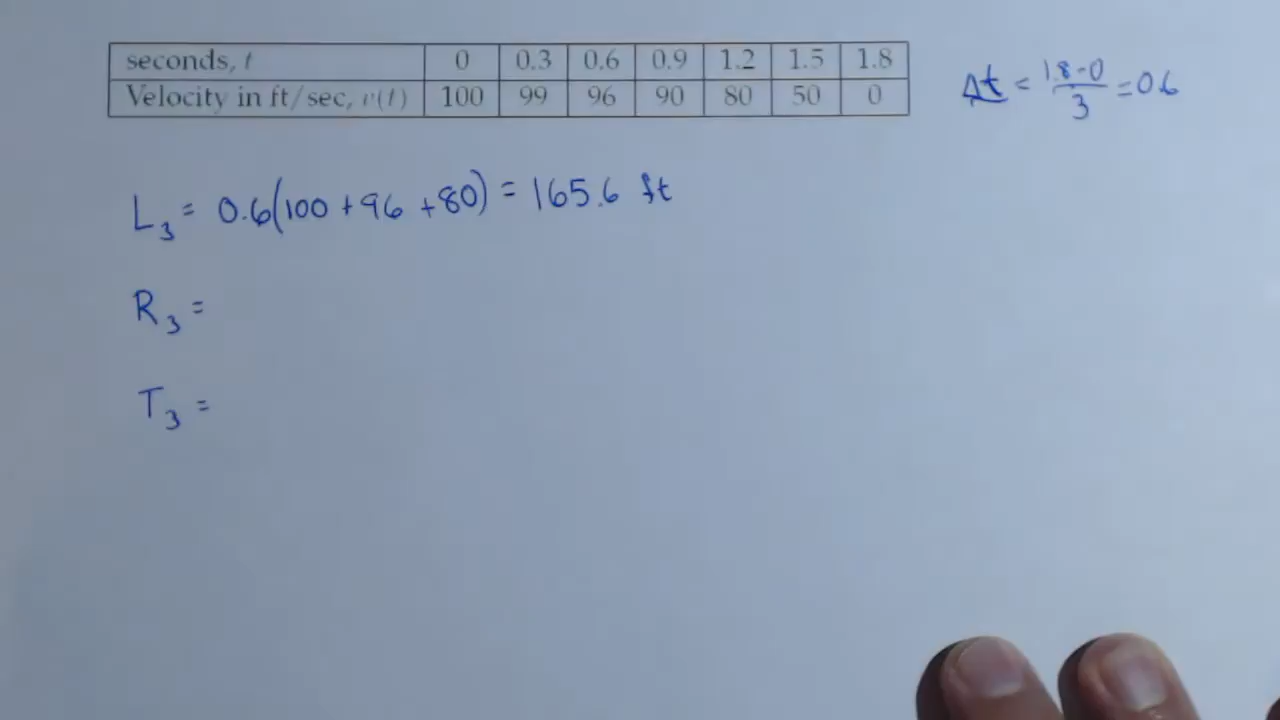 seconds, t 0 0.3 0.6 0.9 1.2 1.5 1.8
Velocity in ft/sec, v(t) 100 99 96 90 80 50 0
Δt = 1.8-0 / 3 = 0.6
L₃ = 0.6(100 + 96 + 80) = 165.6 ft
R₃ =
T₃ =